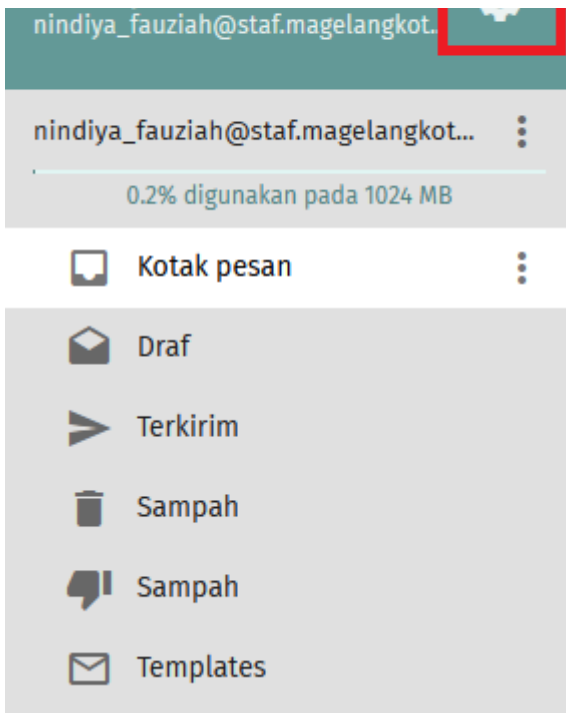 nindiya_fauziah@staf.magelangkot...
nindiya_fauziah@staf.magelangkot...
0.2% digunakan pada 1024 MB
Kotak pesan
Draf
Terkirim
Sampah
Sampah
Templates